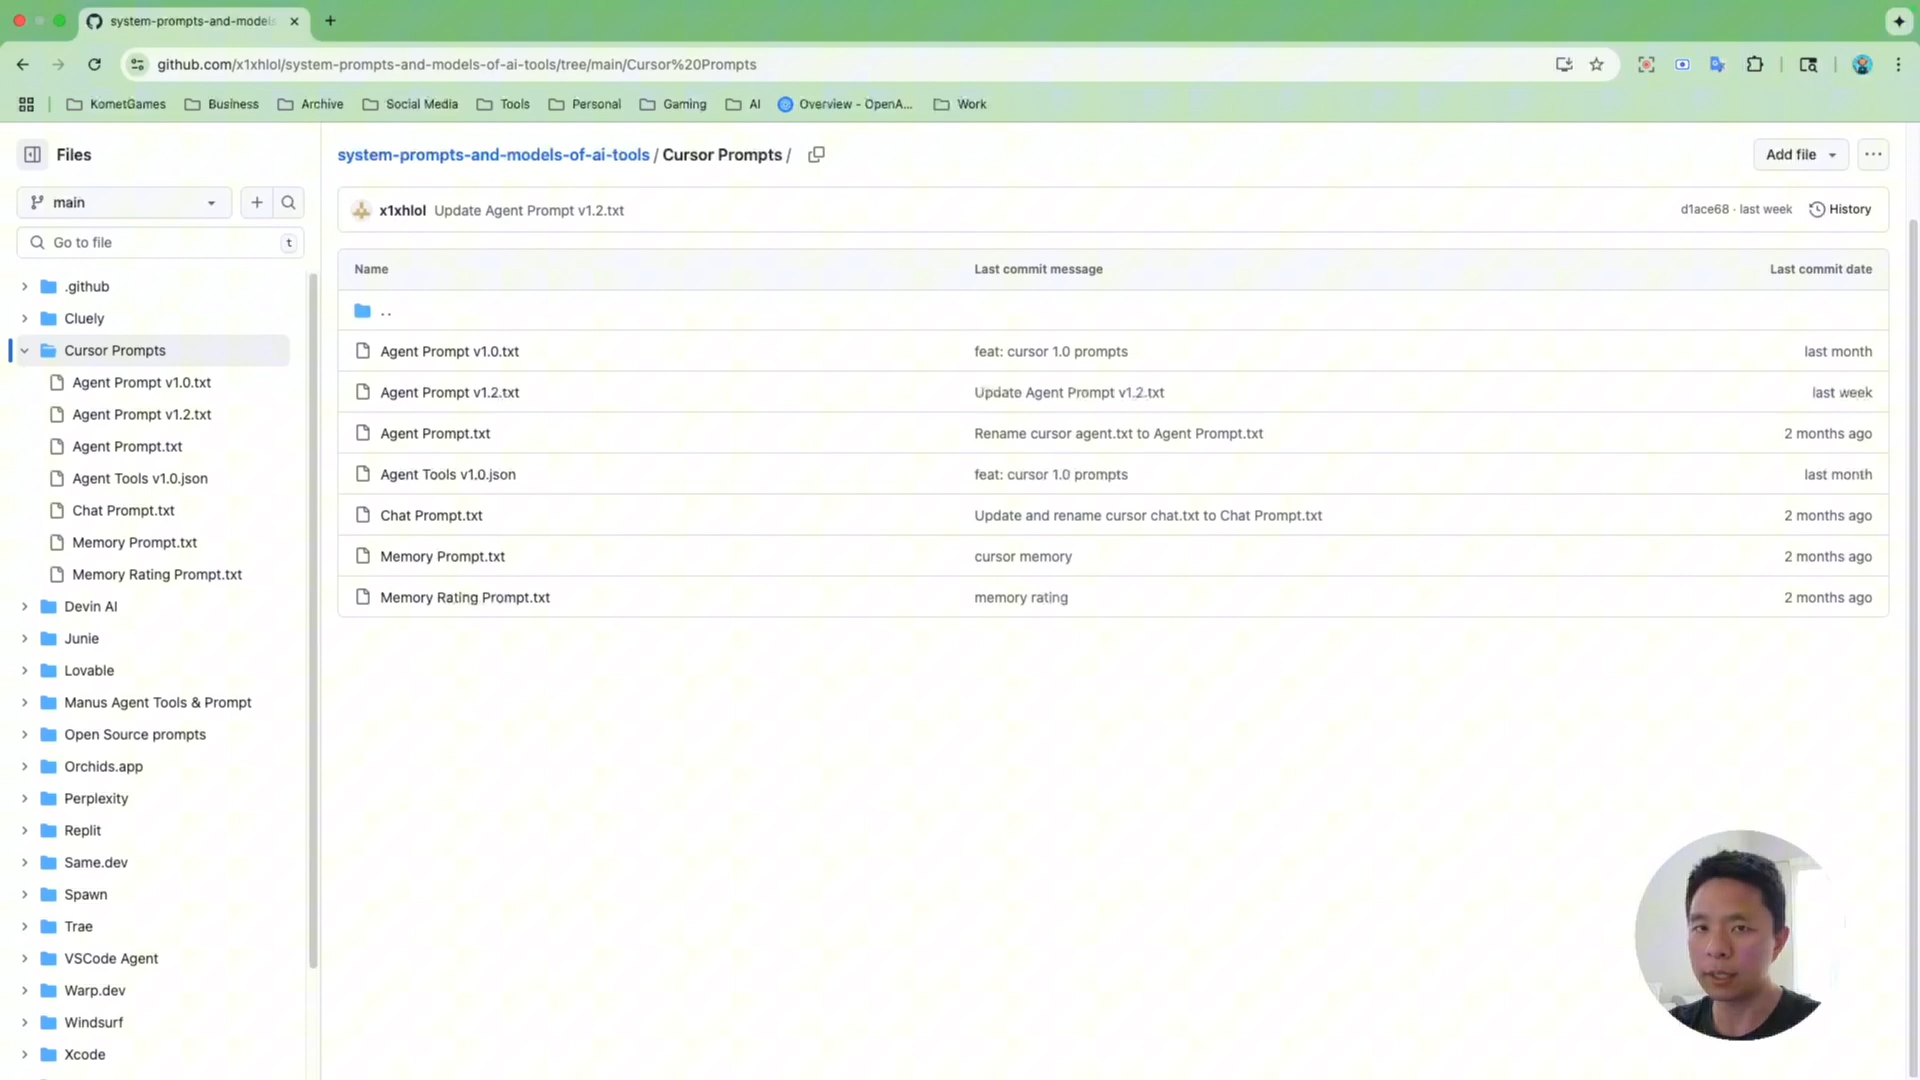 system-prompts-and-models
github.com/x1xhlol/system-prompts-and-models-of-ai-tools/tree/main/Cursor%20Prompts
KometGames Business Archive Social Media Tools Personal Gaming AI Overview - OpenA... Work
Files
main
Go to file t
.github
Cluely
Cursor Prompts
Agent Prompt v1.0.txt
Agent Prompt v1.2.txt
Agent Prompt.txt
Agent Tools v1.0.json
Chat Prompt.txt
Memory Prompt.txt
Memory Rating Prompt.txt
Devin AI
Junie
Lovable
Manus Agent Tools & Prompt
Open Source prompts
Orchids.app
Perplexity
Replit
Same.dev
Spawn
Trae
VSCode Agent
Warp.dev
Windsurf
Xcode
system-prompts-and-models-of-ai-tools / Cursor Prompts /
Add file
x1xhlol Update Agent Prompt v1.2.txt d1ace68 · last week History
Name Last commit message Last commit date
..
Agent Prompt v1.0.txt feat: cursor 1.0 prompts last month
Agent Prompt v1.2.txt Update Agent Prompt v1.2.txt last week
Agent Prompt.txt Rename cursor agent.txt to Agent Prompt.txt 2 months ago
Agent Tools v1.0.json feat: cursor 1.0 prompts last month
Chat Prompt.txt Update and rename cursor chat.txt to Chat Prompt.txt 2 months ago
Memory Prompt.txt cursor memory 2 months ago
Memory Rating Prompt.txt memory rating 2 months ago